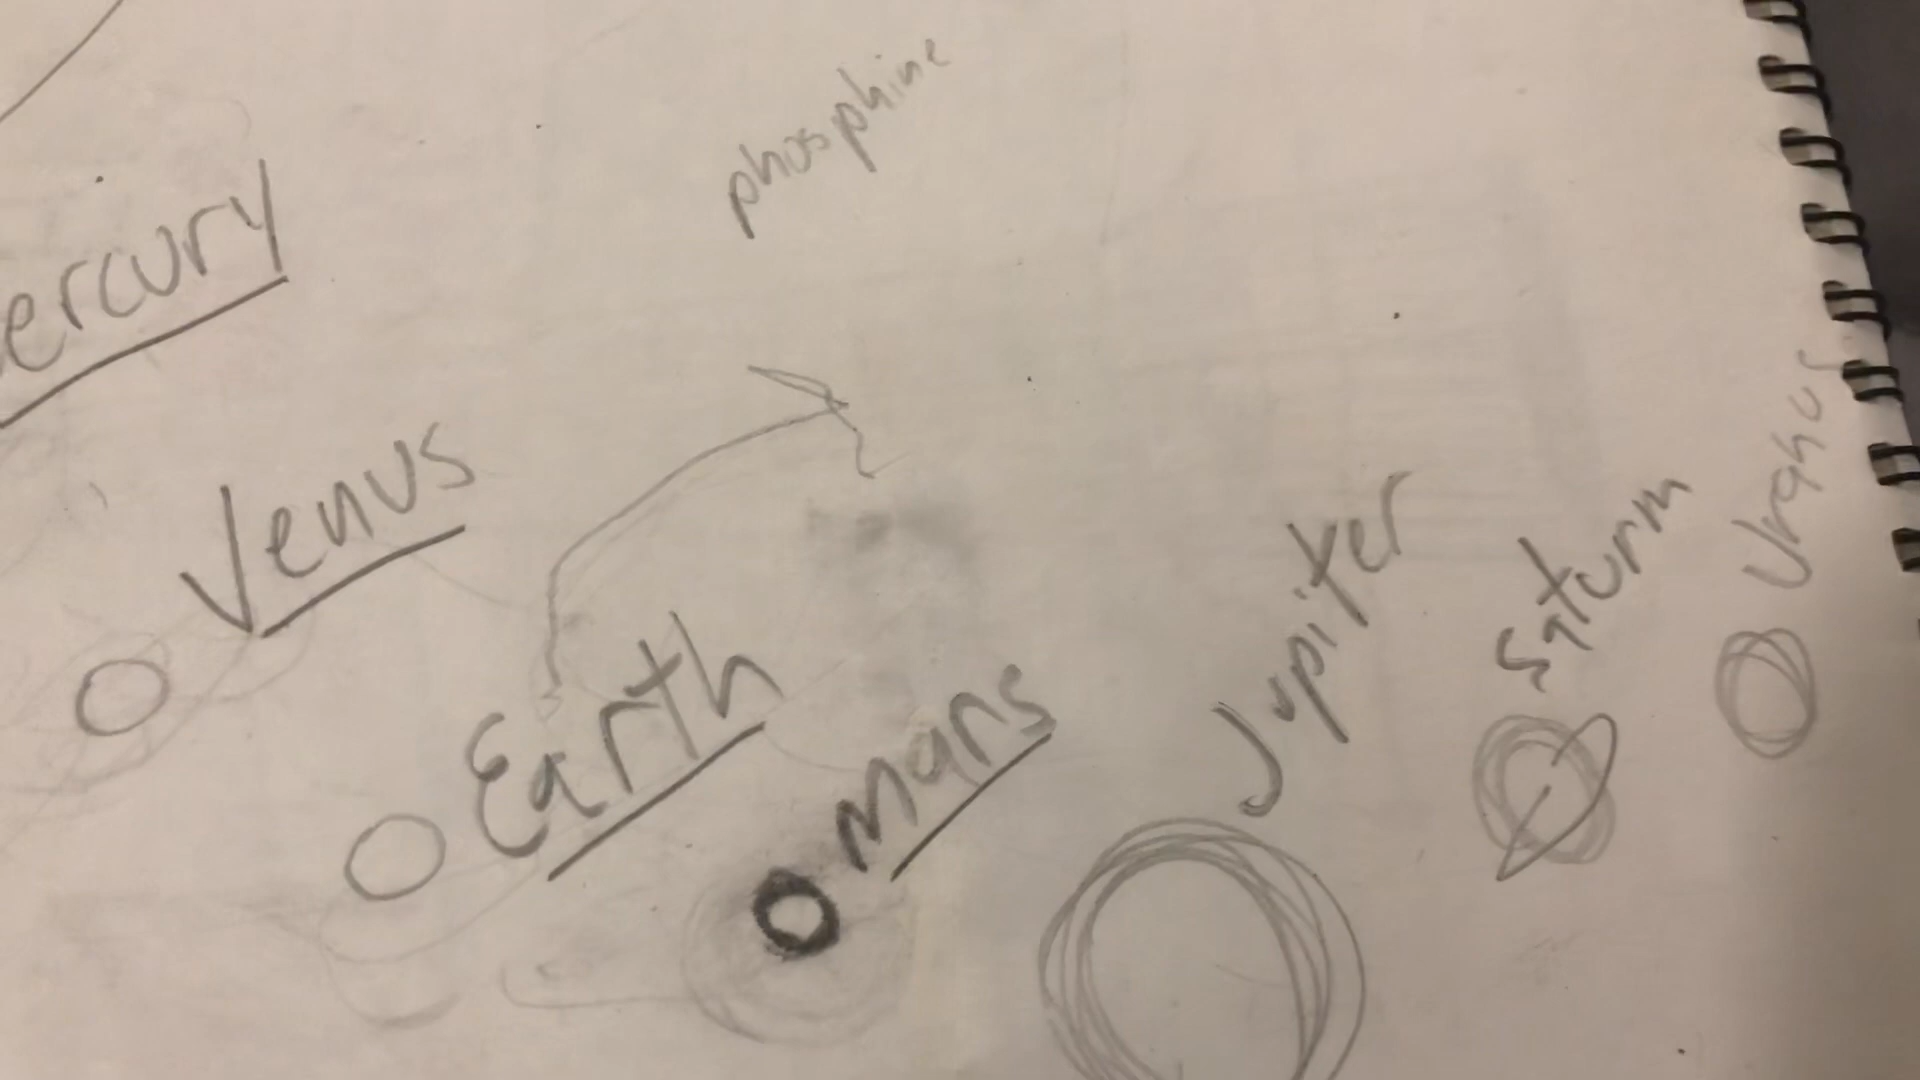 phosphine
ercury
Venus
Earth
mars
Jupiter
Saturn
Uranus